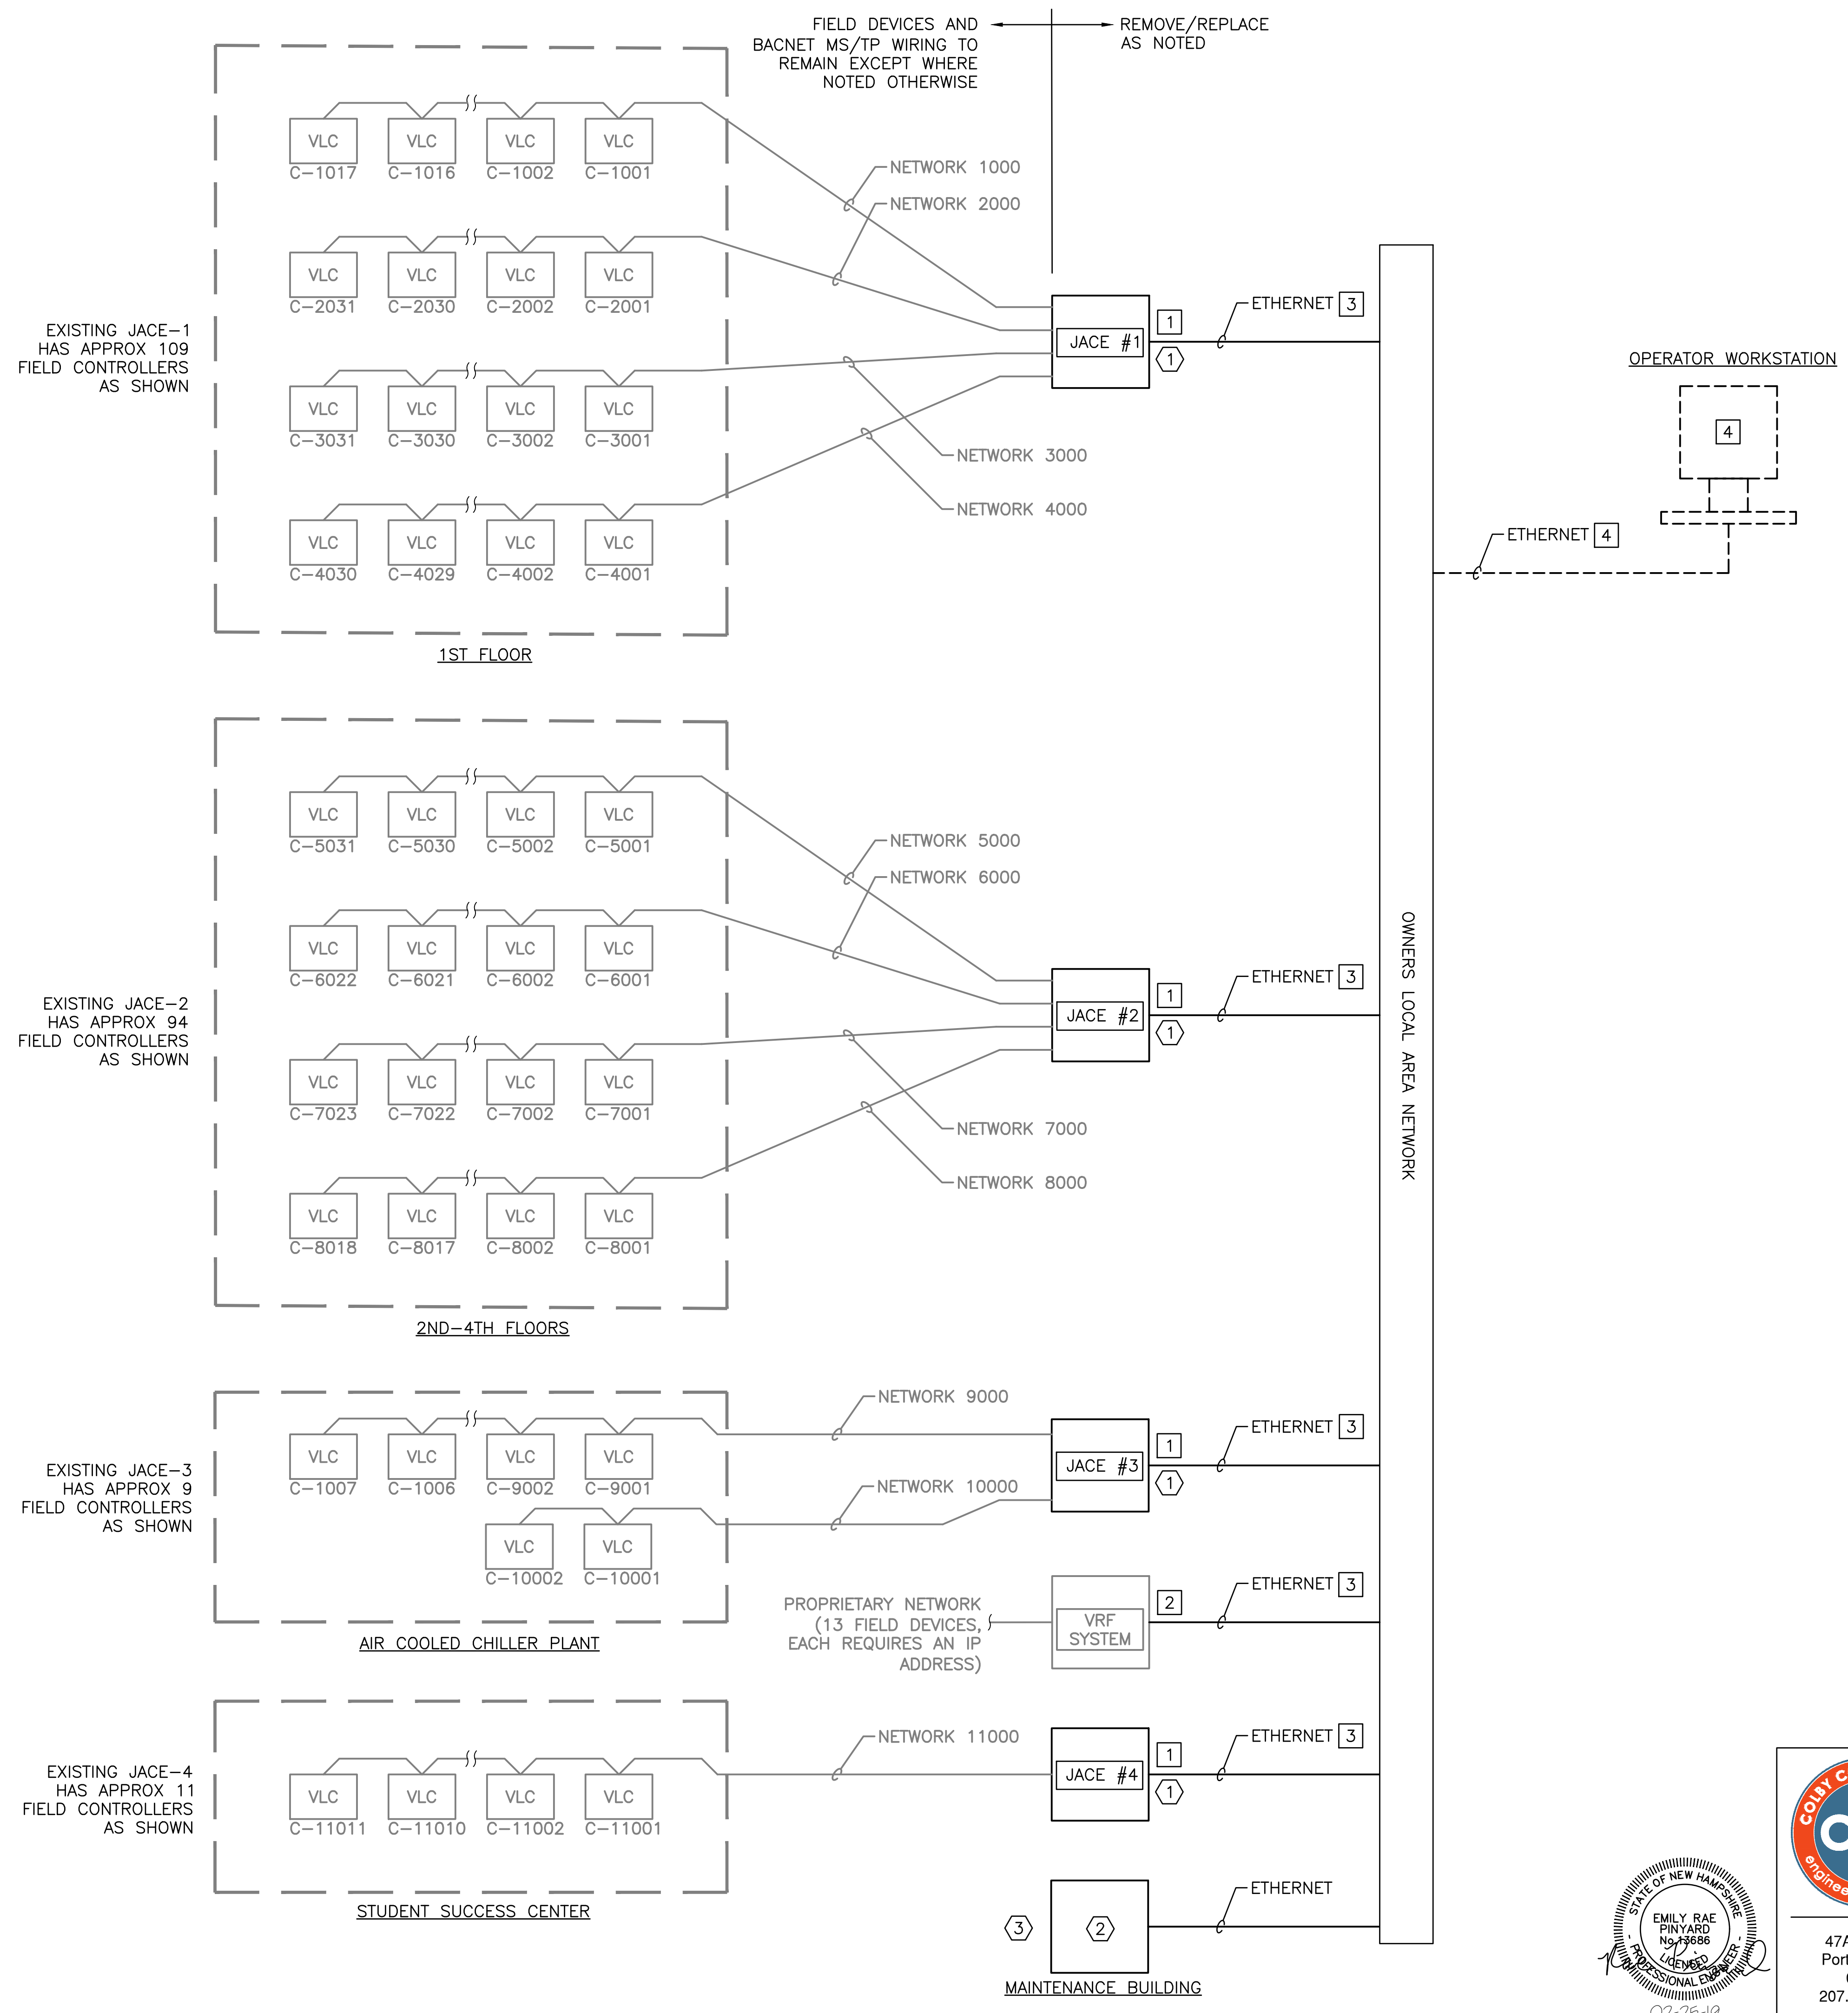 FIELD DEVICES AND
BACNET MS/TP WIRING TO
REMAIN EXCEPT WHERE
NOTED OTHERWISE
REMOVE/REPLACE
AS NOTED
VLC VLC VLC VLC
C-1017 C-1016 C-1002 C-1001
NETWORK 1000
NETWORK 2000
VLC VLC VLC VLC
C-2031 C-2030 C-2002 C-2001
EXISTING JACE-1
HAS APPROX 109
FIELD CONTROLLERS
AS SHOWN
JACE #1
1
1
ETHERNET 3
VLC VLC VLC VLC
C-3031 C-3030 C-3002 C-3001
NETWORK 3000
NETWORK 4000
VLC VLC VLC VLC
C-4030 C-4029 C-4002 C-4001
1ST FLOOR
OPERATOR WORKSTATION
4
ETHERNET 4
OWNERS LOCAL AREA NETWORK
VLC VLC VLC VLC
C-5031 C-5030 C-5002 C-5001
NETWORK 5000
NETWORK 6000
VLC VLC VLC VLC
C-6022 C-6021 C-6002 C-6001
EXISTING JACE-2
HAS APPROX 94
FIELD CONTROLLERS
AS SHOWN
JACE #2
1
1
ETHERNET 3
VLC VLC VLC VLC
C-7023 C-7022 C-7002 C-7001
NETWORK 7000
NETWORK 8000
VLC VLC VLC VLC
C-8018 C-8017 C-8002 C-8001
2ND-4TH FLOORS
NETWORK 9000
VLC VLC VLC VLC
C-1007 C-1006 C-9002 C-9001
EXISTING JACE-3
HAS APPROX 9
FIELD CONTROLLERS
AS SHOWN
JACE #3
1
1
ETHERNET 3
NETWORK 10000
VLC VLC
C-10002 C-10001
AIR COOLED CHILLER PLANT
PROPRIETARY NETWORK
(13 FIELD DEVICES,
EACH REQUIRES AN IP
ADDRESS)
VRF
SYSTEM
2
ETHERNET 3
NETWORK 11000
EXISTING JACE-4
HAS APPROX 11
FIELD CONTROLLERS
AS SHOWN
VLC VLC VLC VLC
C-11011 C-11010 C-11002 C-11001
JACE #4
1
1
ETHERNET 3
STUDENT SUCCESS CENTER
3
2
ETHERNET
MAINTENANCE BUILDING
STATE OF NEW HAMPSHIRE
EMILY RAE
PINYARD
No.13686
LICENSED
PROFESSIONAL ENGINEER
COLBY
47A
207.